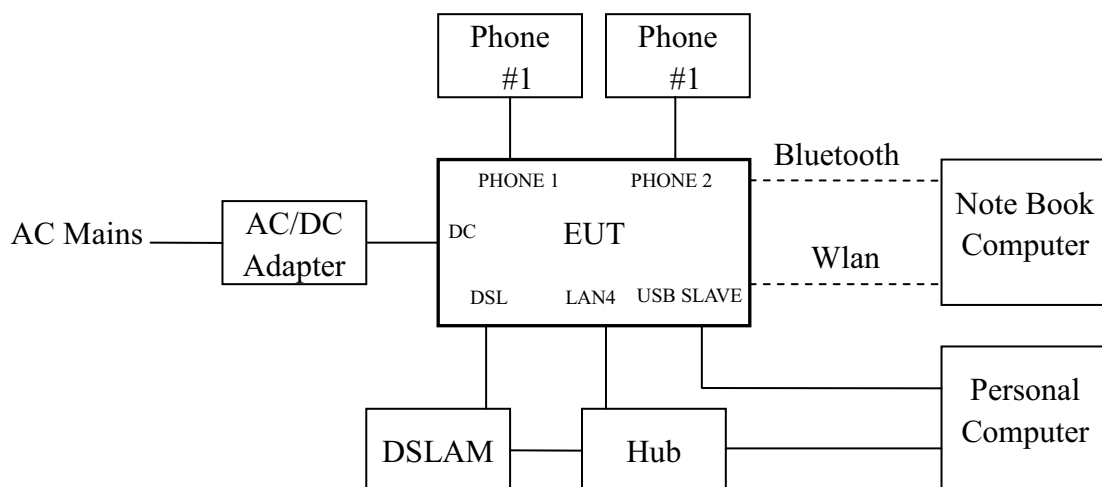 Phone
#1
Phone
#1
Bluetooth
PHONE 1
PHONE 2
Note Book
Computer
AC Mains
AC/DC
Adapter
DC
EUT
Wlan
DSL
LAN4
USB SLAVE
Personal
Computer
DSLAM
Hub